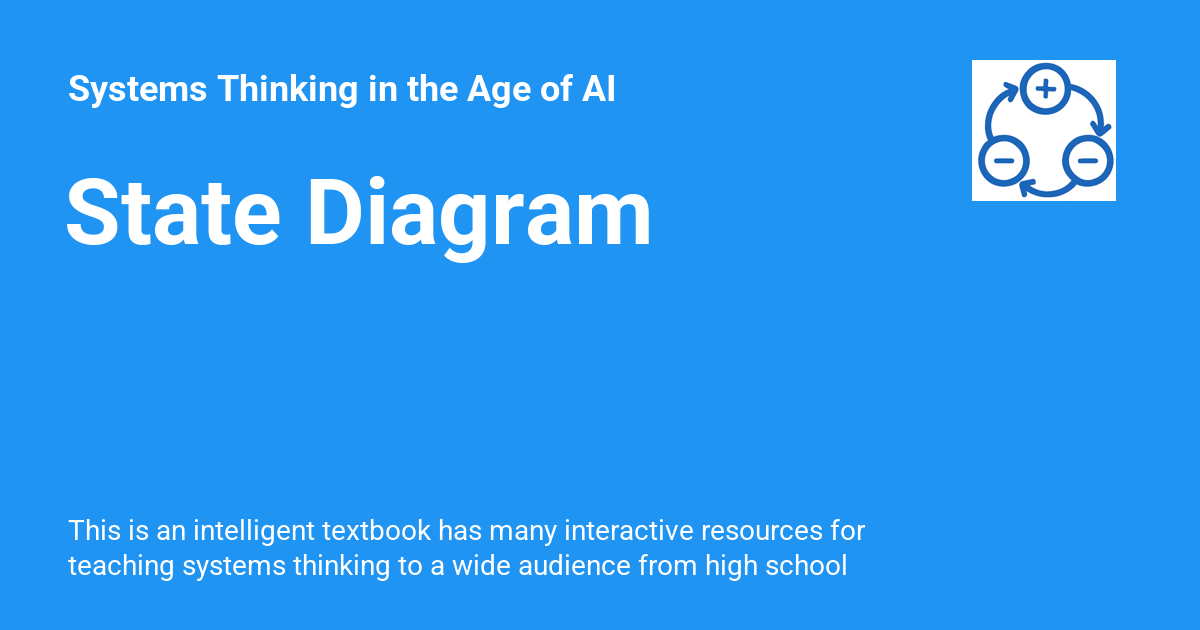 Systems Thinking in the Age of AI
State Diagram
This is an intelligent textbook has many interactive resources for
teaching systems thinking to a wide audience from high school